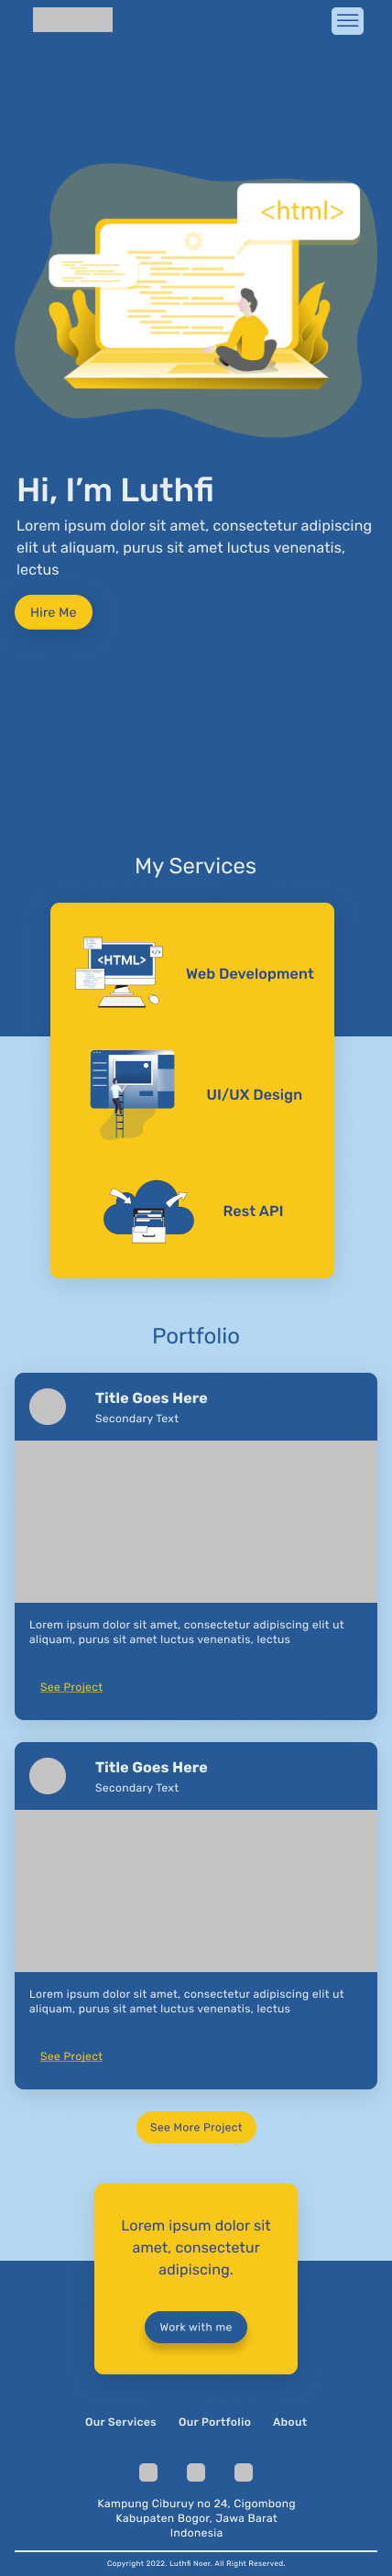 <html>
Hi, I'm Luthfi
Lorem ipsum dolor sit amet, consectetur adipiscing
elit ut aliquam, purus sit amet luctus venenatis,
lectus
Hire Me
My Services
<HTML>
</>
Web Development
UI/UX Design
Rest API
Portfolio
Title Goes Here
Secondary Text
Lorem ipsum dolor sit amet, consectetur adipiscing elit ut
aliquam, purus sit amet luctus venenatis, lectus
See Project
Title Goes Here
Secondary Text
Lorem ipsum dolor sit amet, consectetur adipiscing elit ut
aliquam, purus sit amet luctus venenatis, lectus
See Project
See More Project
Lorem ipsum dolor sit
amet, consectetur
adipiscing.
Work with me
Our Services Our Portfolio About
Kampung Ciburuy no 24, Cigombong
Kabupaten Bogor, Jawa Barat
Indonesia
Copyright 2022. Luthfi Noer. All Right Reserved.